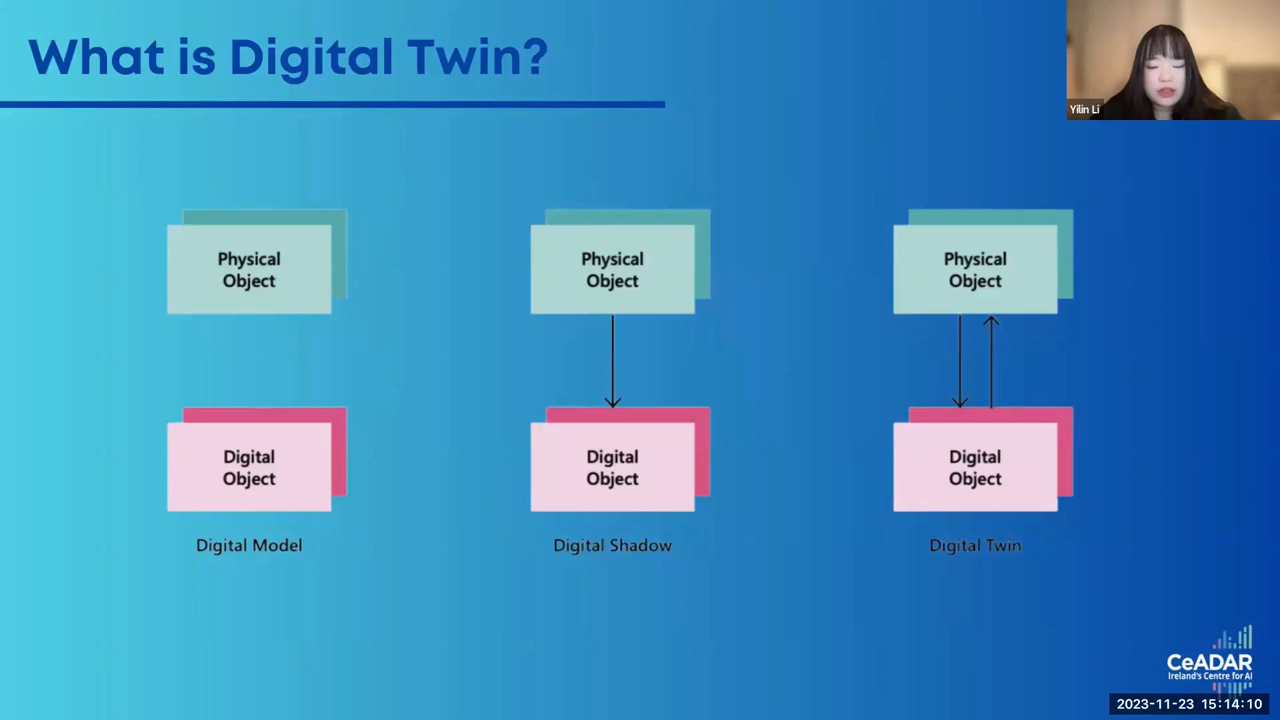 What is Digital Twin?
Yilin Li
Physical
Object
Physical
Object
Physical
Object
Digital
Object
Digital
Object
Digital
Object
Digital Model
Digital Shadow
Digital Twin
CeADAR
Ireland's Centre for AI
2023-11-23 15:14:10